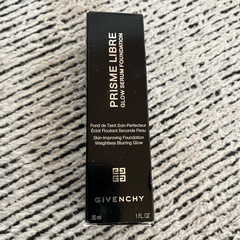 PRISME LIBRE
GLOW SERUM FOUNDATION
Fond de Teint Soin-Perfecteur
Éclat Floutant Seconde Peau
Skin-Improving Foundation
Weightless Blurring Glow
GIVENCHY
30 ml 1 FL. OZ